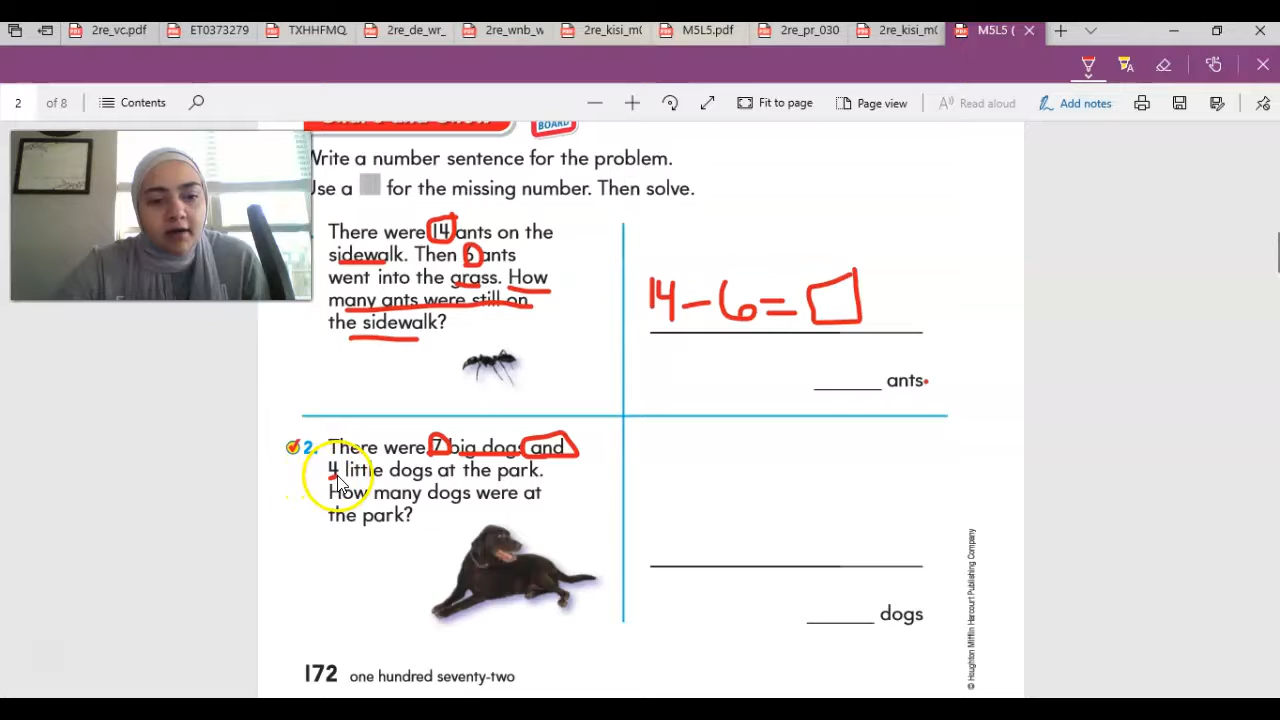 2re_vc.pdf ET0373279 TXHHFMQ. 2re_de_wr_ 2re_wnb_w 2re_kisi_m0 M5L5.pdf 2re_pr_030 2re_kisi_m0 M5L5 (
2 of 8 Contents Fit to page Page view Read aloud Add notes
BOARD
Write a number sentence for the problem.
Use a for the missing number. Then solve.
There were 14 ants on the
sidewalk. Then 6 ants
went into the grass. How
many ants were still on
the sidewalk?
14 - 6 =
ants.
2. There were 7 big dogs and
4 little dogs at the park.
How many dogs were at
the park?
dogs
172 one hundred seventy-two
© Houghton Mifflin Harcourt Publishing Company